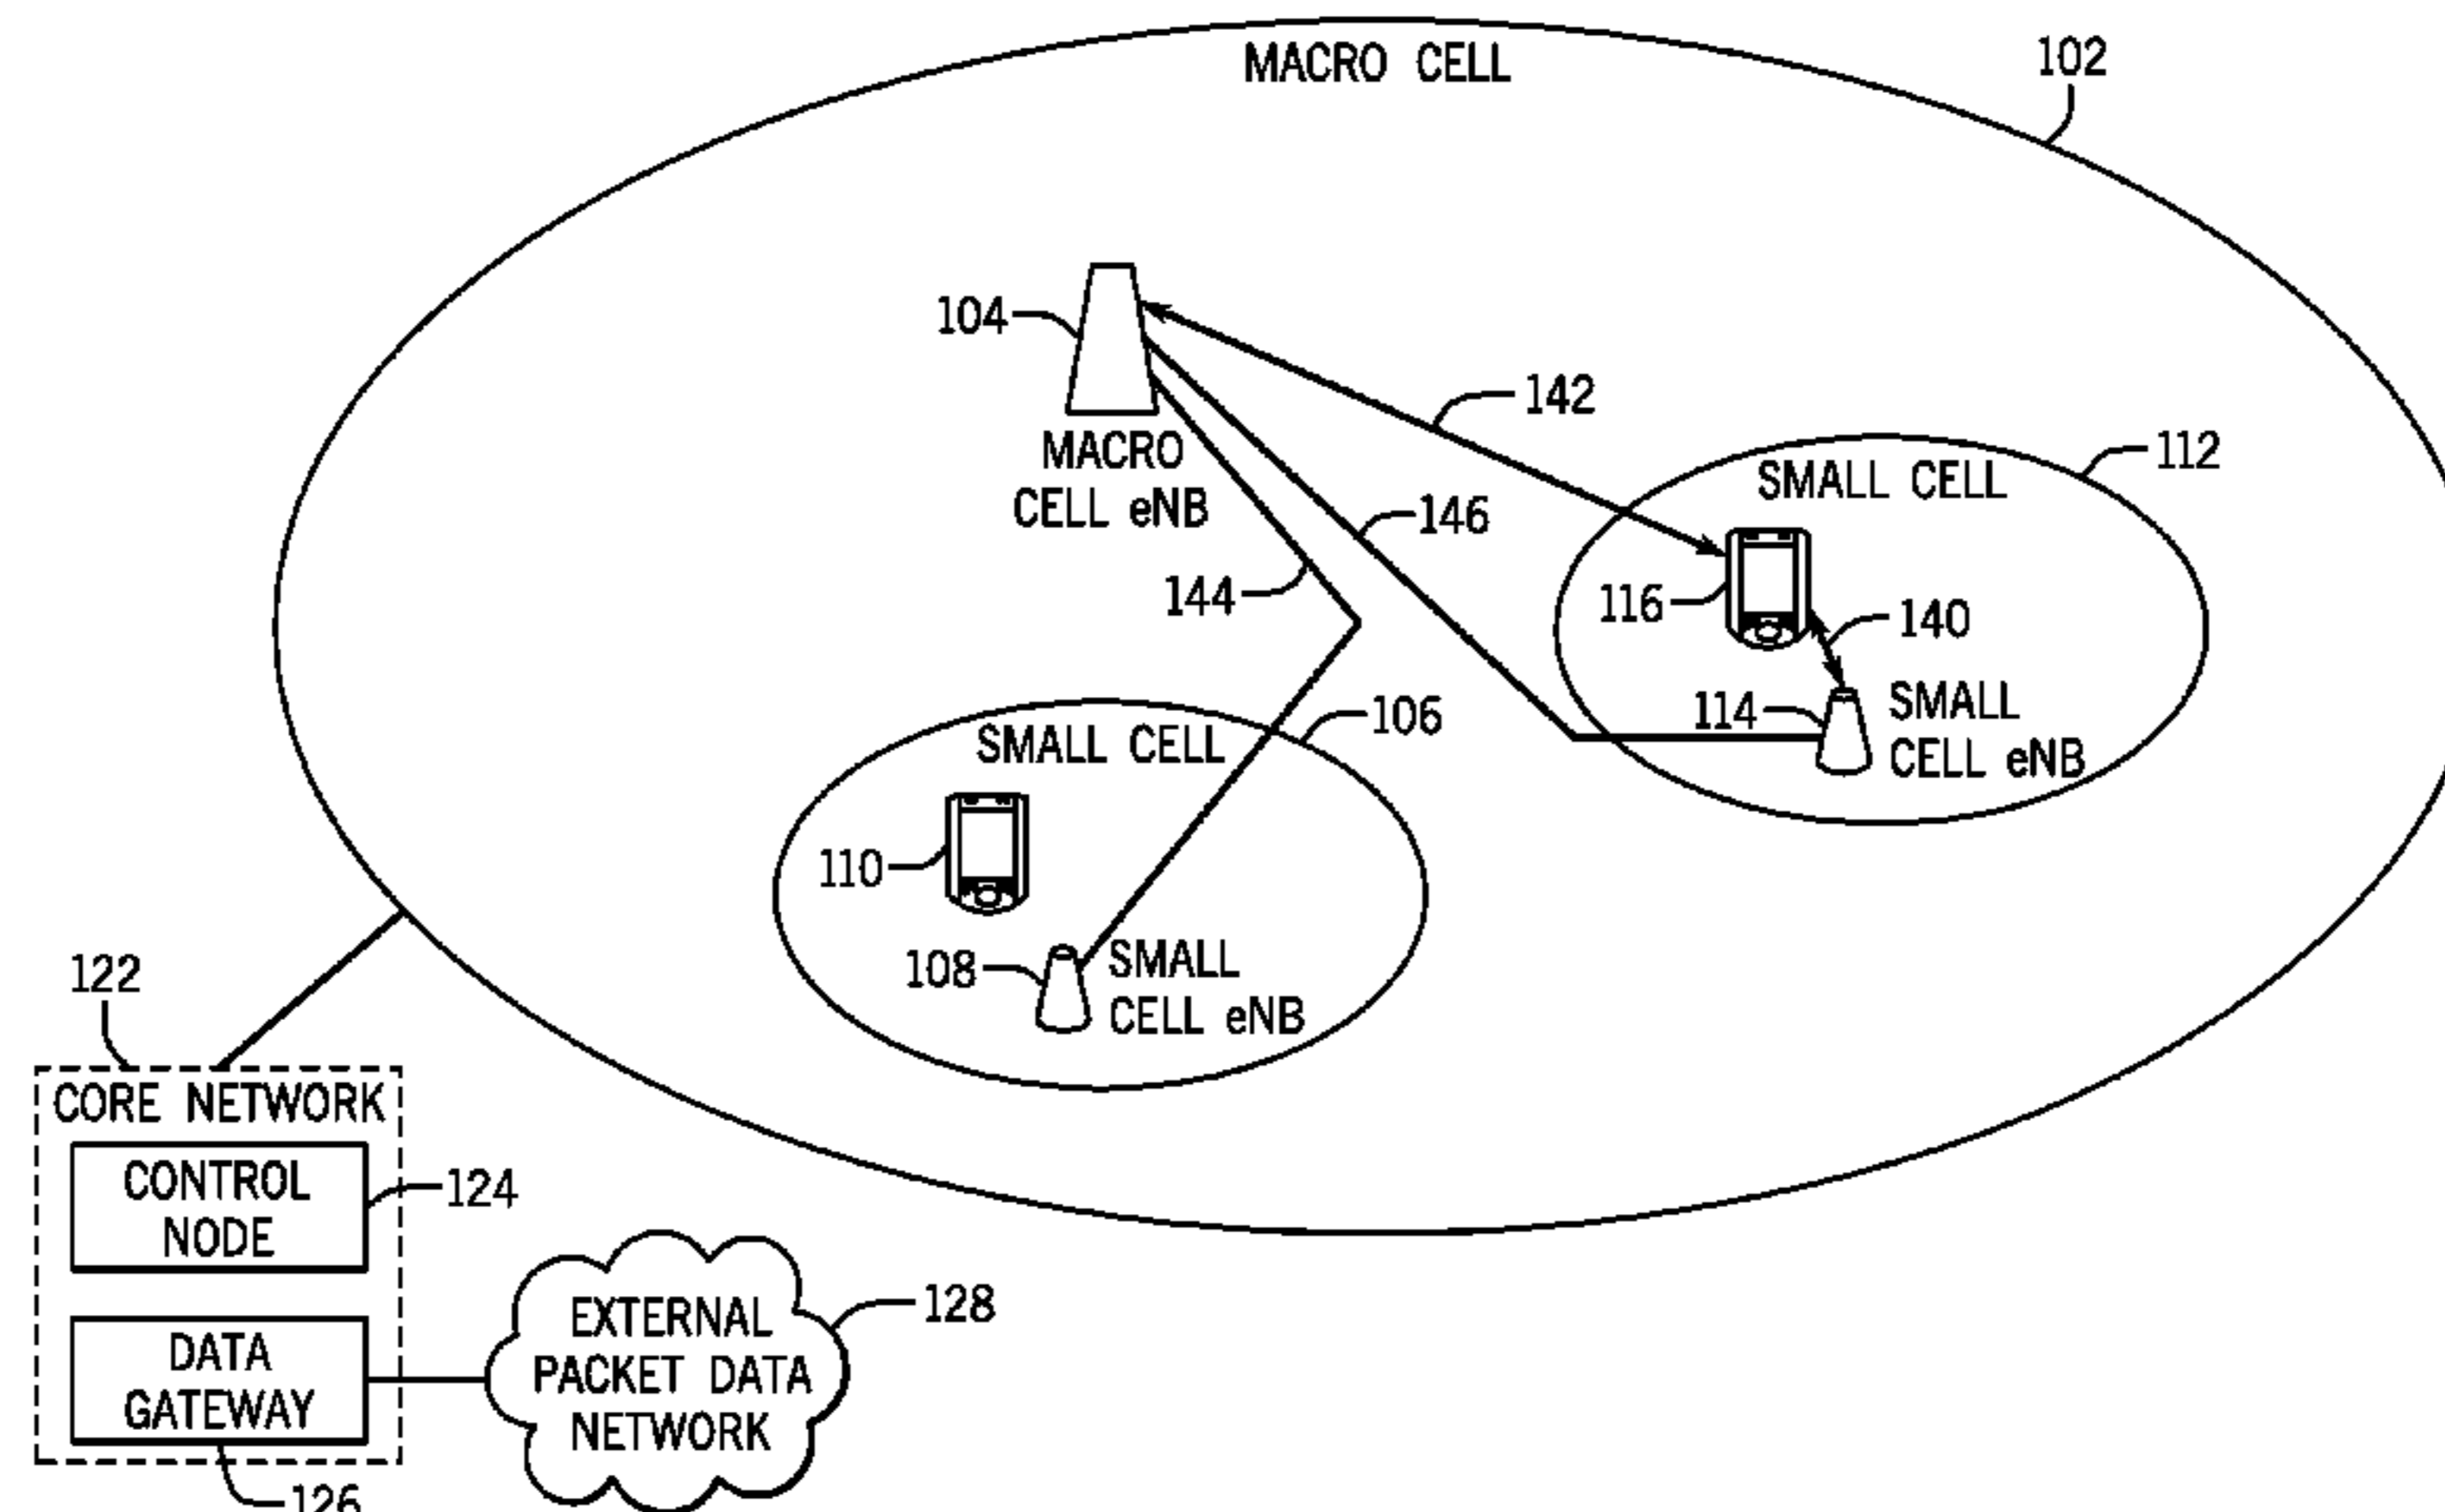 MACRO CELL
102
104
MACRO
CELL eNB
142
112
SMALL CELL
146
144
116
140
114
SMALL
CELL eNB
106
SMALL CELL
110
108
SMALL
CELL eNB
122
CORE NETWORK
CONTROL
NODE
124
DATA
GATEWAY
126
EXTERNAL
PACKET DATA
NETWORK
128